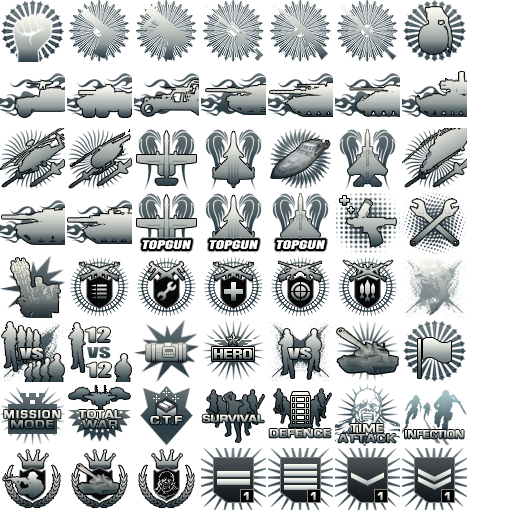 TOPGUN TOPGUN TOPGUN
VS
12
VS
12
HERO
VS
MISSION
MODE
TOTAL
WAR
C.T.F
SURVIVAL
DEFENCE
TIME
ATTACK
INFECTION
1 1 1 1